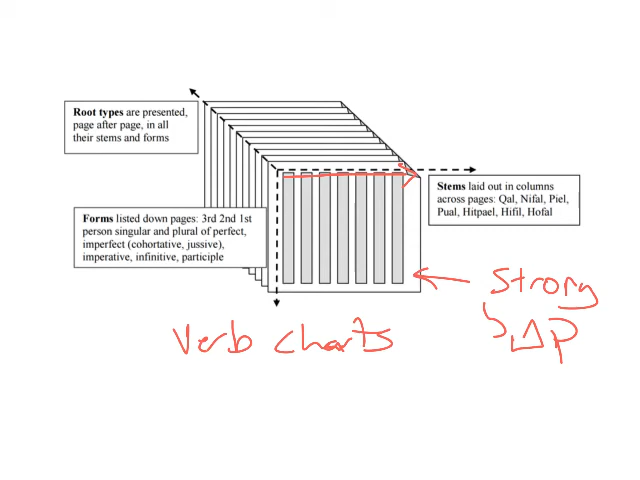 Root types are presented,
page after page, in all
their stems and forms
Stems laid out in columns
across pages: Qal, Nifal, Piel,
Pual, Hitpael, Hifil, Hofal
Forms listed down pages: 3rd 2nd 1st
person singular and plural of perfect,
imperfect (cohortative, jussive),
imperative, infinitive, participle
Strong
Verb charts